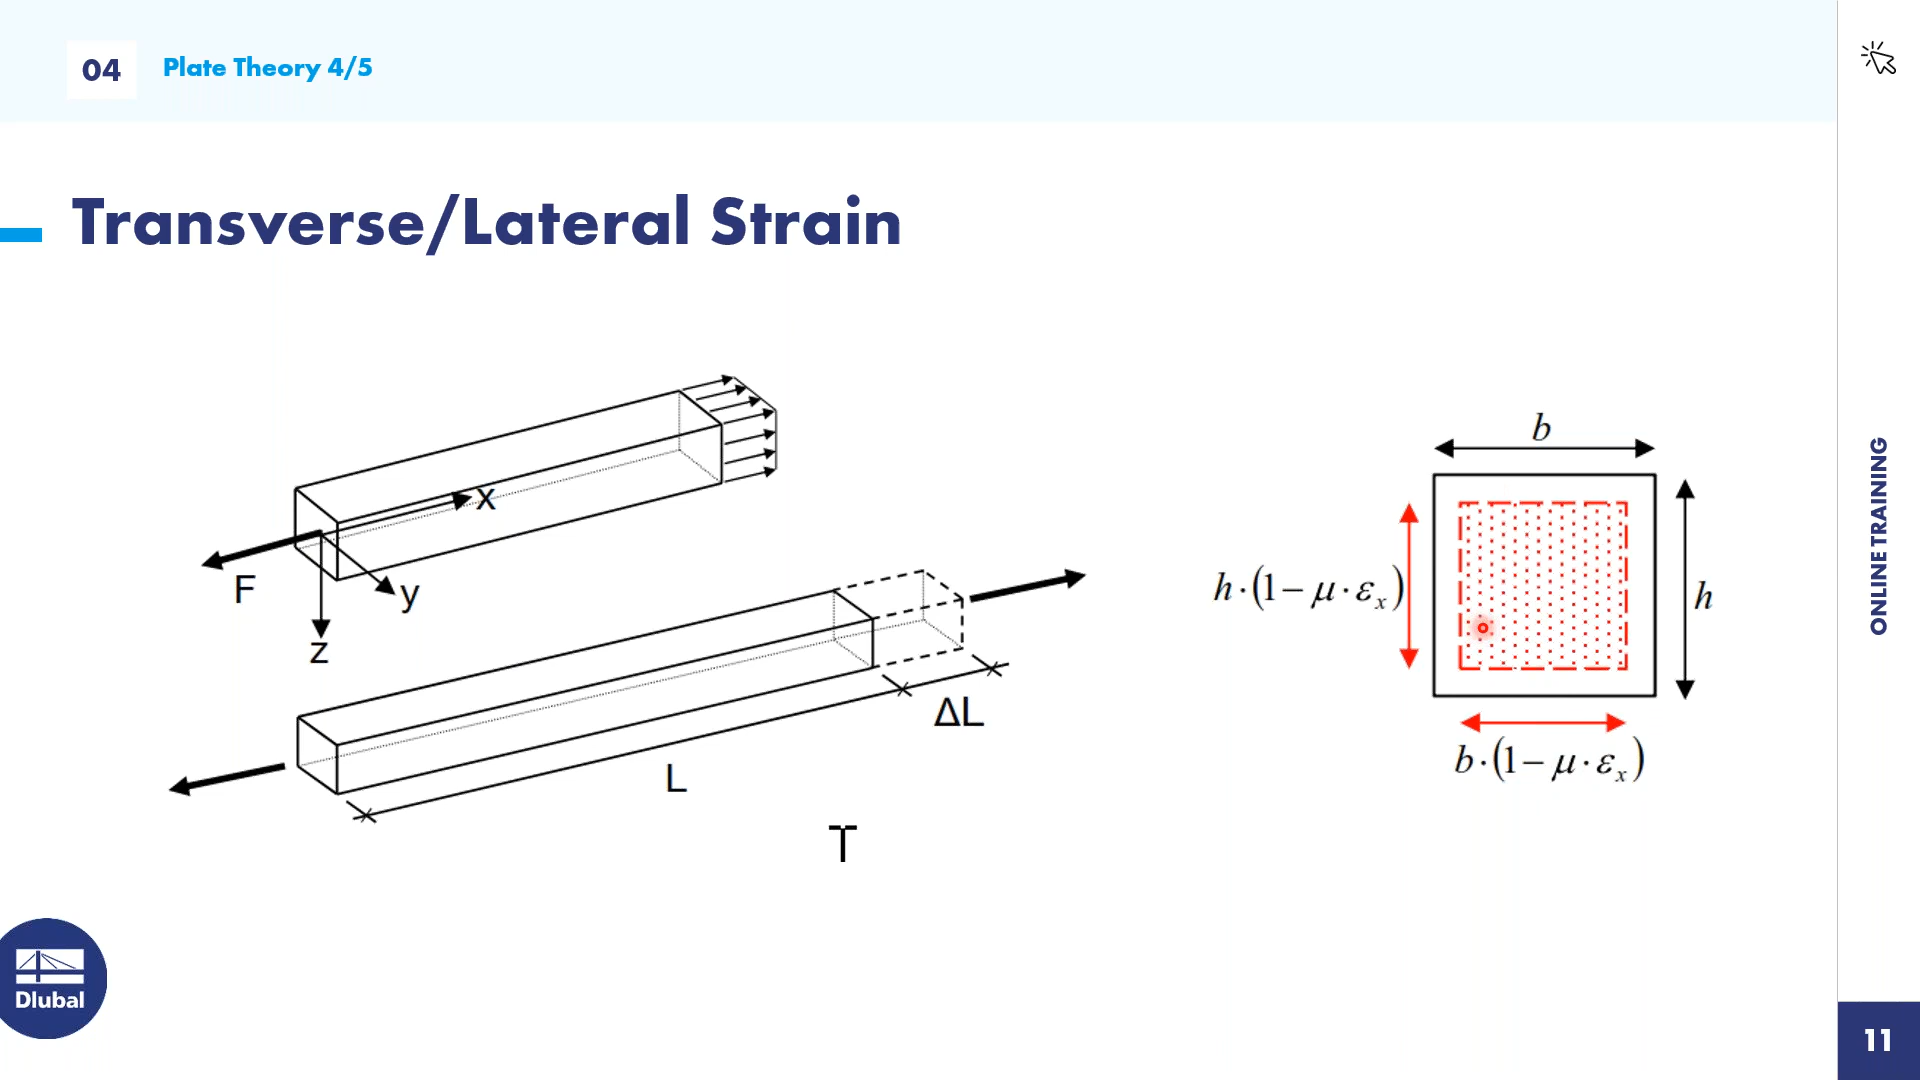 04
Plate Theory 4/5
Transverse/Lateral Strain
x
F
y
z
ΔL
L
T
b
h·(1−μ·εₓ)
h
b·(1−μ·εₓ)
ONLINE TRAINING
Dlubal
11